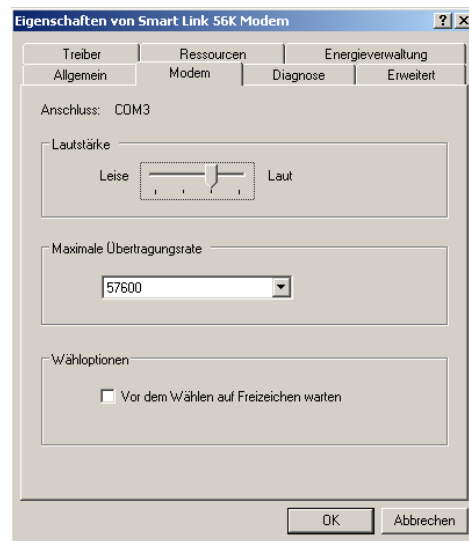 Eigenschaften von Smart Link 56K Modem
Treiber Ressourcen Energieverwaltung
Allgemein Modem Diagnose Erweitert
Anschluss: COM3
Lautstärke
Leise Laut
Maximale Übertragungsrate
57600
Wähloptionen
Vor dem Wählen auf Freizeichen warten
OK Abbrechen